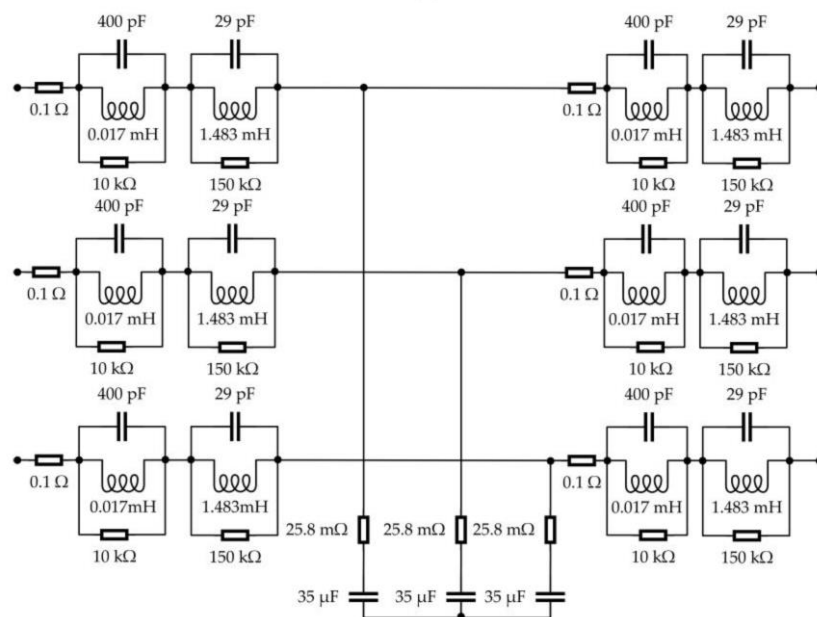 400 pF 29 pF 400 pF 29 pF
0.1 Ω 0.1 Ω
0.017 mH 1.483 mH 0.017 mH 1.483 mH
10 kΩ 150 kΩ 10 kΩ 150 kΩ
400 pF 29 pF 400 pF 29 pF
0.1 Ω 0.1 Ω
0.017 mH 1.483 mH 0.017 mH 1.483 mH
10 kΩ 150 kΩ 10 kΩ 150 kΩ
400 pF 29 pF 400 pF 29 pF
0.1 Ω 0.1 Ω
0.017mH 1.483mH 0.017 mH 1.483 mH
25.8 mΩ 25.8 mΩ 25.8 mΩ
10 kΩ 150 kΩ 10 kΩ 150 kΩ
35 µF 35 µF 35 µF